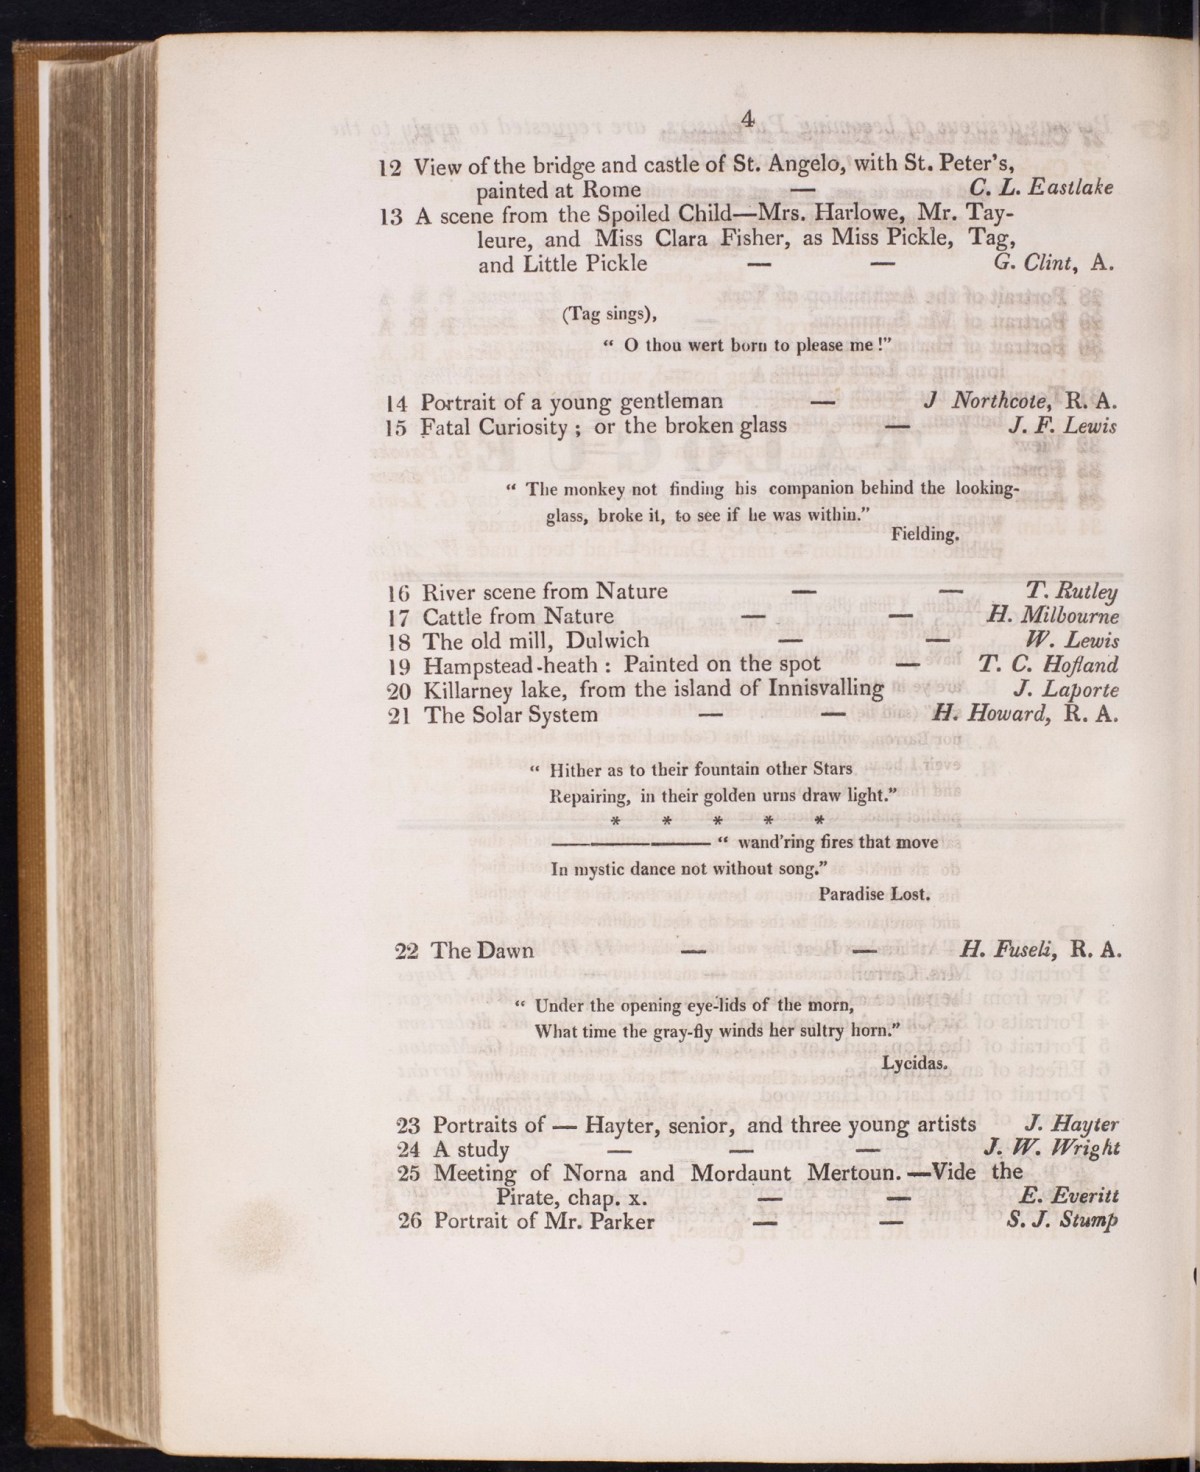 4
12 View of the bridge and castle of St. Angelo, with St. Peter's,
painted at Rome — C. L. Eastlake
13 A scene from the Spoiled Child—Mrs. Harlowe, Mr. Tay-
leure, and Miss Clara Fisher, as Miss Pickle, Tag,
and Little Pickle — — G. Clint, A.
(Tag sings),
“ O thou wert born to please me !”
14 Portrait of a young gentleman — J Northcote, R. A.
15 Fatal Curiosity ; or the broken glass — J. F. Lewis
“ The monkey not finding his companion behind the looking-
glass, broke it, to see if he was within.”
Fielding.
16 River scene from Nature — — T. Rutley
17 Cattle from Nature — — H. Milbourne
18 The old mill, Dulwich — — W. Lewis
19 Hampstead-heath : Painted on the spot — T. C. Hofland
20 Killarney lake, from the island of Innisvalling J. Laporte
21 The Solar System — — H. Howard, R. A.
“ Hither as to their fountain other Stars
Repairing, in their golden urns draw light.”
* * * * *
———— “ wand'ring fires that move
In mystic dance not without song.”
Paradise Lost.
22 The Dawn — — H. Fuseli, R. A.
“ Under the opening eye-lids of the morn,
What time the gray-fly winds her sultry horn.”
Lycidas.
23 Portraits of — Hayter, senior, and three young artists J. Hayter
24 A study — — — J. W. Wright
25 Meeting of Norna and Mordaunt Mertoun.—Vide the
Pirate, chap. x. — — E. Everitt
26 Portrait of Mr. Parker — — S. J. Stump